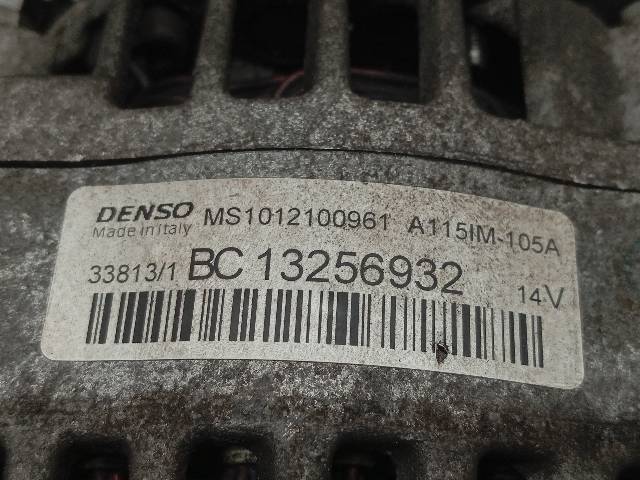 DENSO MS1012100961 A115IM-105A
Made in Italy
33813/1 BC 13256932 14V